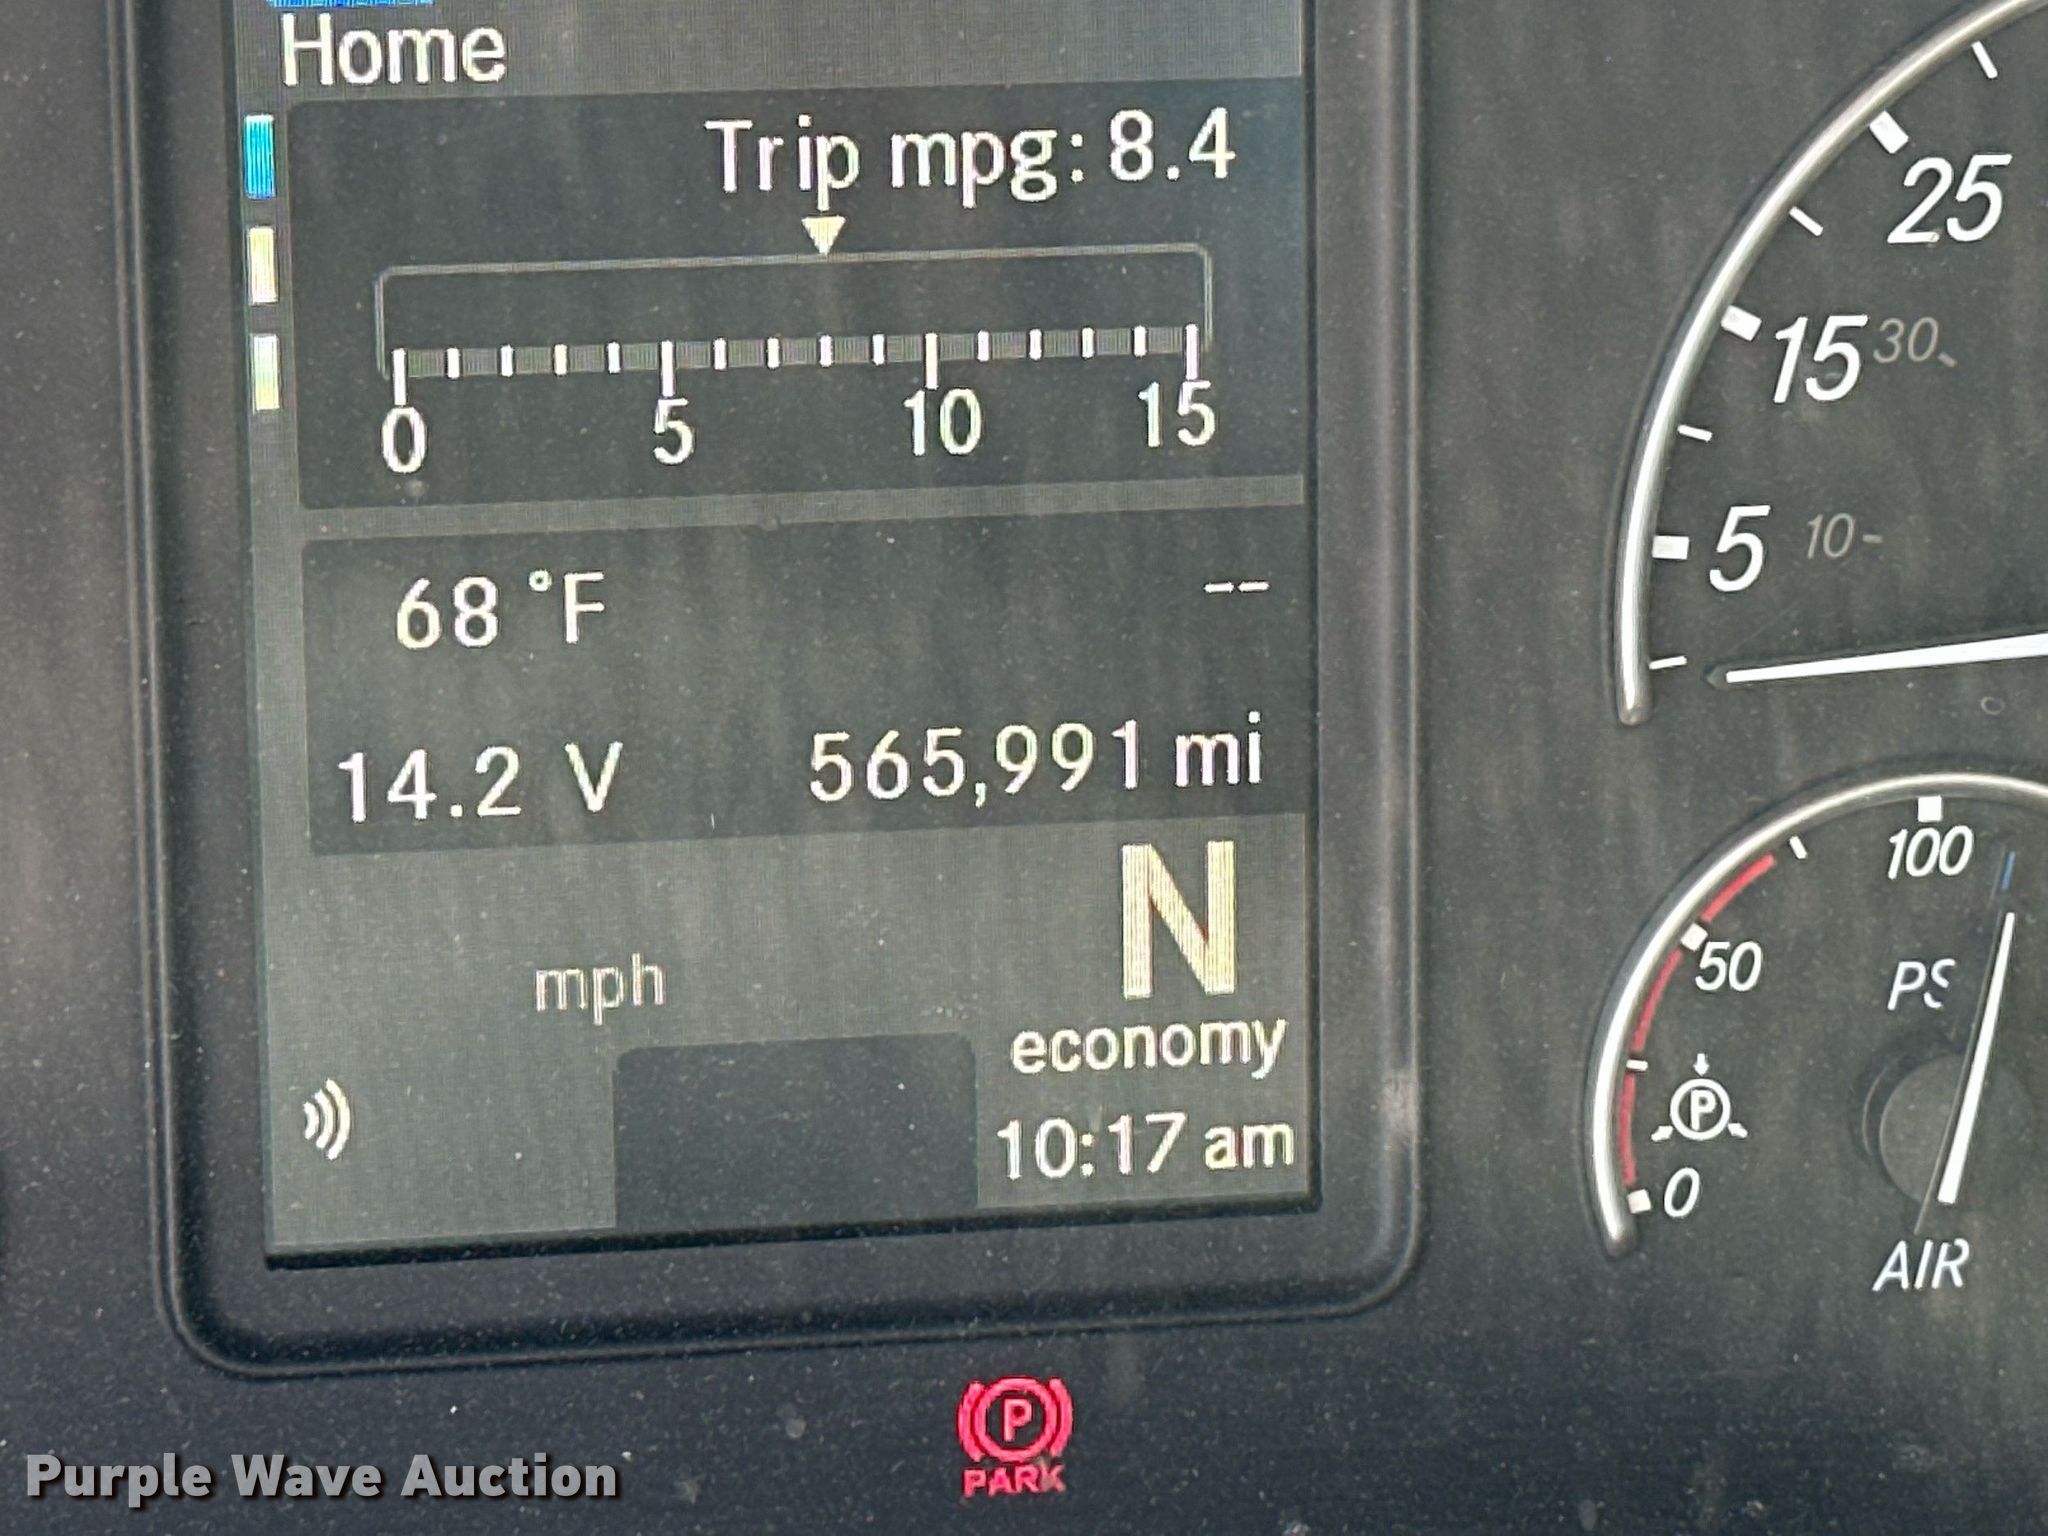 Home
Trip mpg: 8.4
0 5 10 15
68 °F --
14.2 V 565,991 mi
N
mph
economy
10:17 am
25
15 30
5 10
100
50
PS
P
0
AIR
P
PARK
Purple Wave Auction